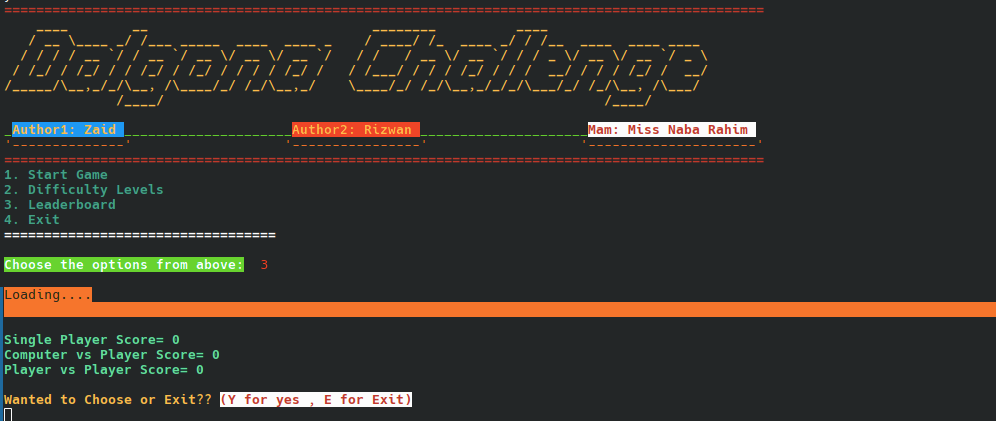 Dalgona Challenge
Author1: Zaid Author2: Rizwan Mam: Miss Naba Rahim
1. Start Game
2. Difficulty Levels
3. Leaderboard
4. Exit
Choose the options from above: 3
Loading....
Single Player Score= 0
Computer vs Player Score= 0
Player vs Player Score= 0
Wanted to Choose or Exit?? (Y for yes , E for Exit)